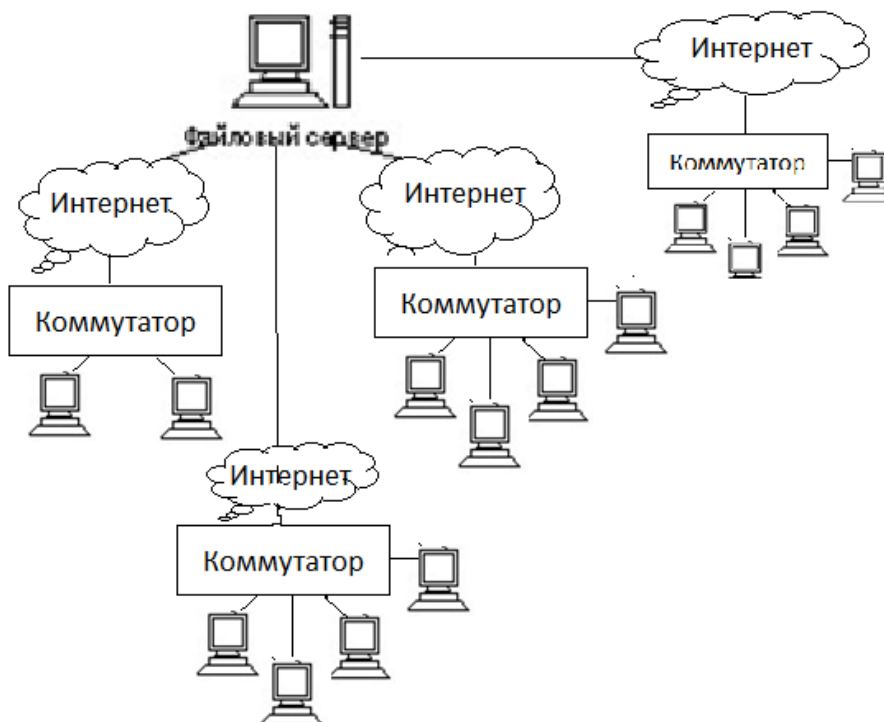 Интернет
Файловый сервер
Коммутатор
Интернет
Интернет
Коммутатор
Коммутатор
Интернет
Коммутатор